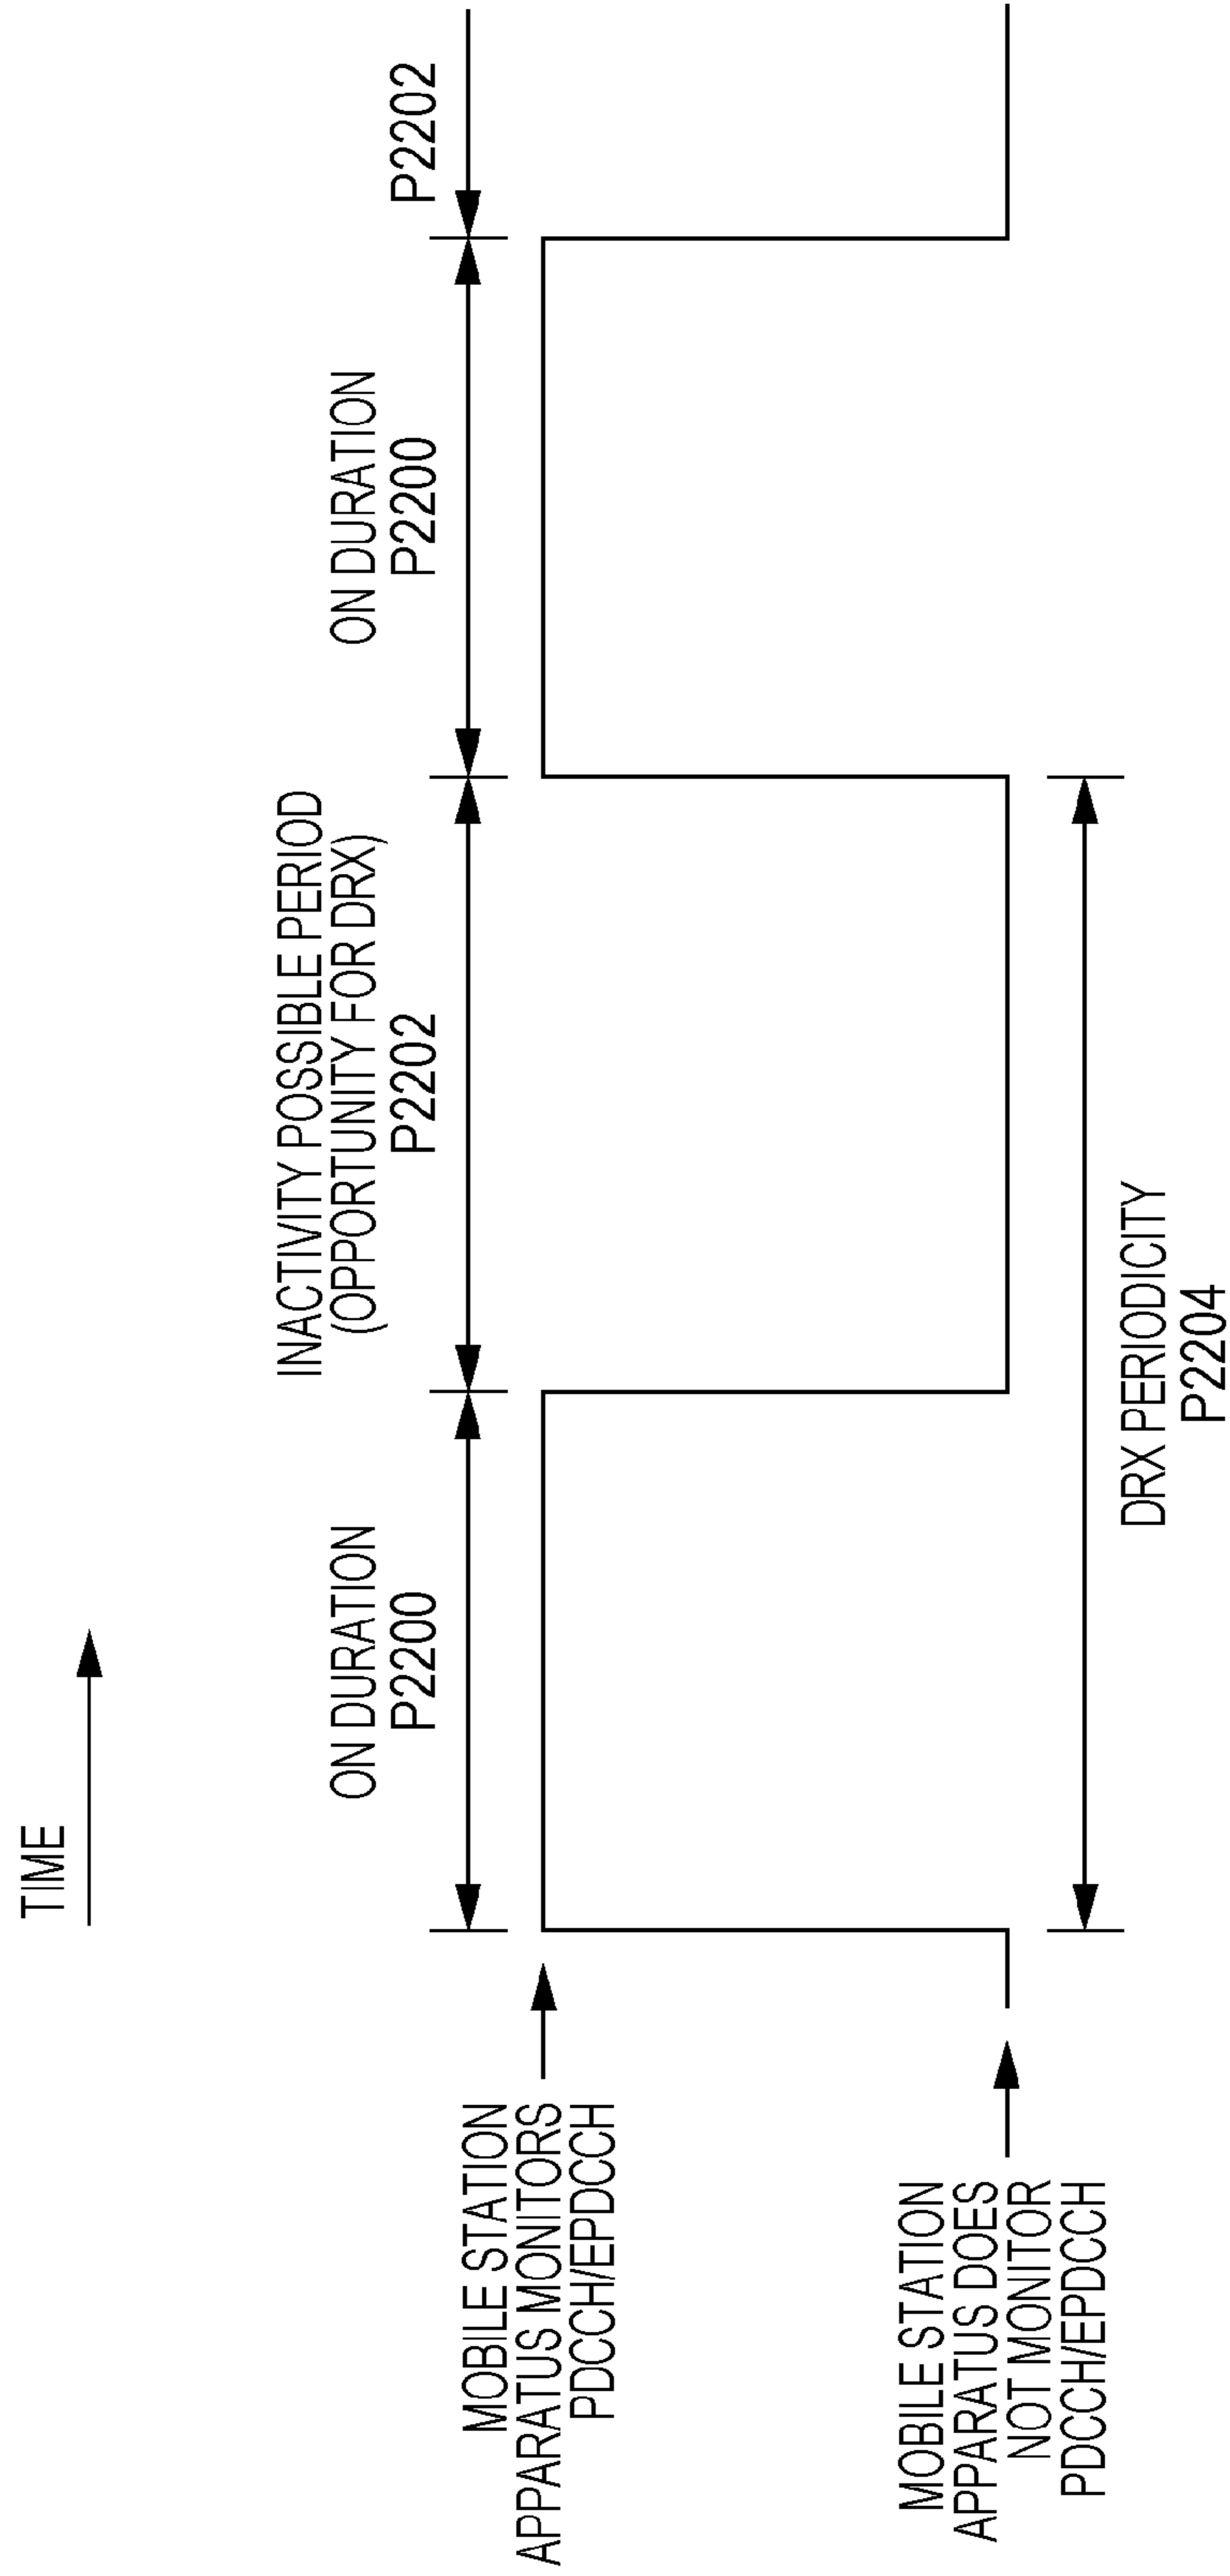 TIME
ON DURATION
P2200
INACTIVITY POSSIBLE PERIOD
(OPPORTUNITY FOR DRX)
P2202
ON DURATION
P2200
P2202
MOBILE STATION
APPARATUS MONITORS
PDCCH/EPDCCH
MOBILE STATION
APPARATUS DOES
NOT MONITOR
PDCCH/EPDCCH
DRX PERIODICITY
P2204